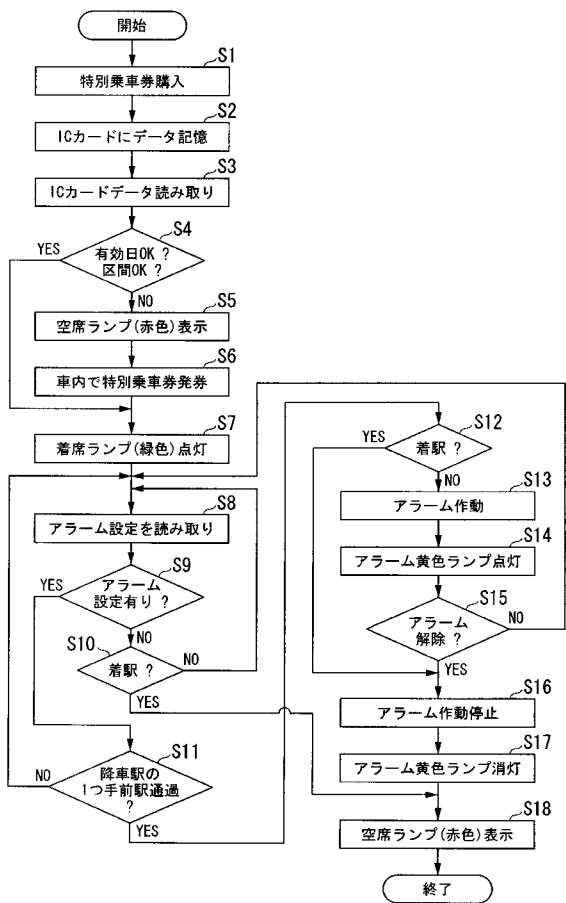 開始
S1
特別乗車券購入
S2
ICカードにデータ記憶
S3
ICカードデータ読み取り
S4
有効日OK ?
区間OK ?
YES
NO
S5
空席ランプ(赤色)表示
S6
車内で特別乗車券発券
S7
着席ランプ(緑色)点灯
S8
アラーム設定を読み取り
S9
アラーム
設定有り ?
YES
NO
S10
着駅 ?
NO
YES
S11
降車駅の
1つ手前駅通過
?
NO
YES
S12
着駅 ?
YES
NO
S13
アラーム作動
S14
アラーム黄色ランプ点灯
S15
アラーム
解除 ?
NO
YES
S16
アラーム作動停止
S17
アラーム黄色ランプ消灯
S18
空席ランプ(赤色)表示
終了